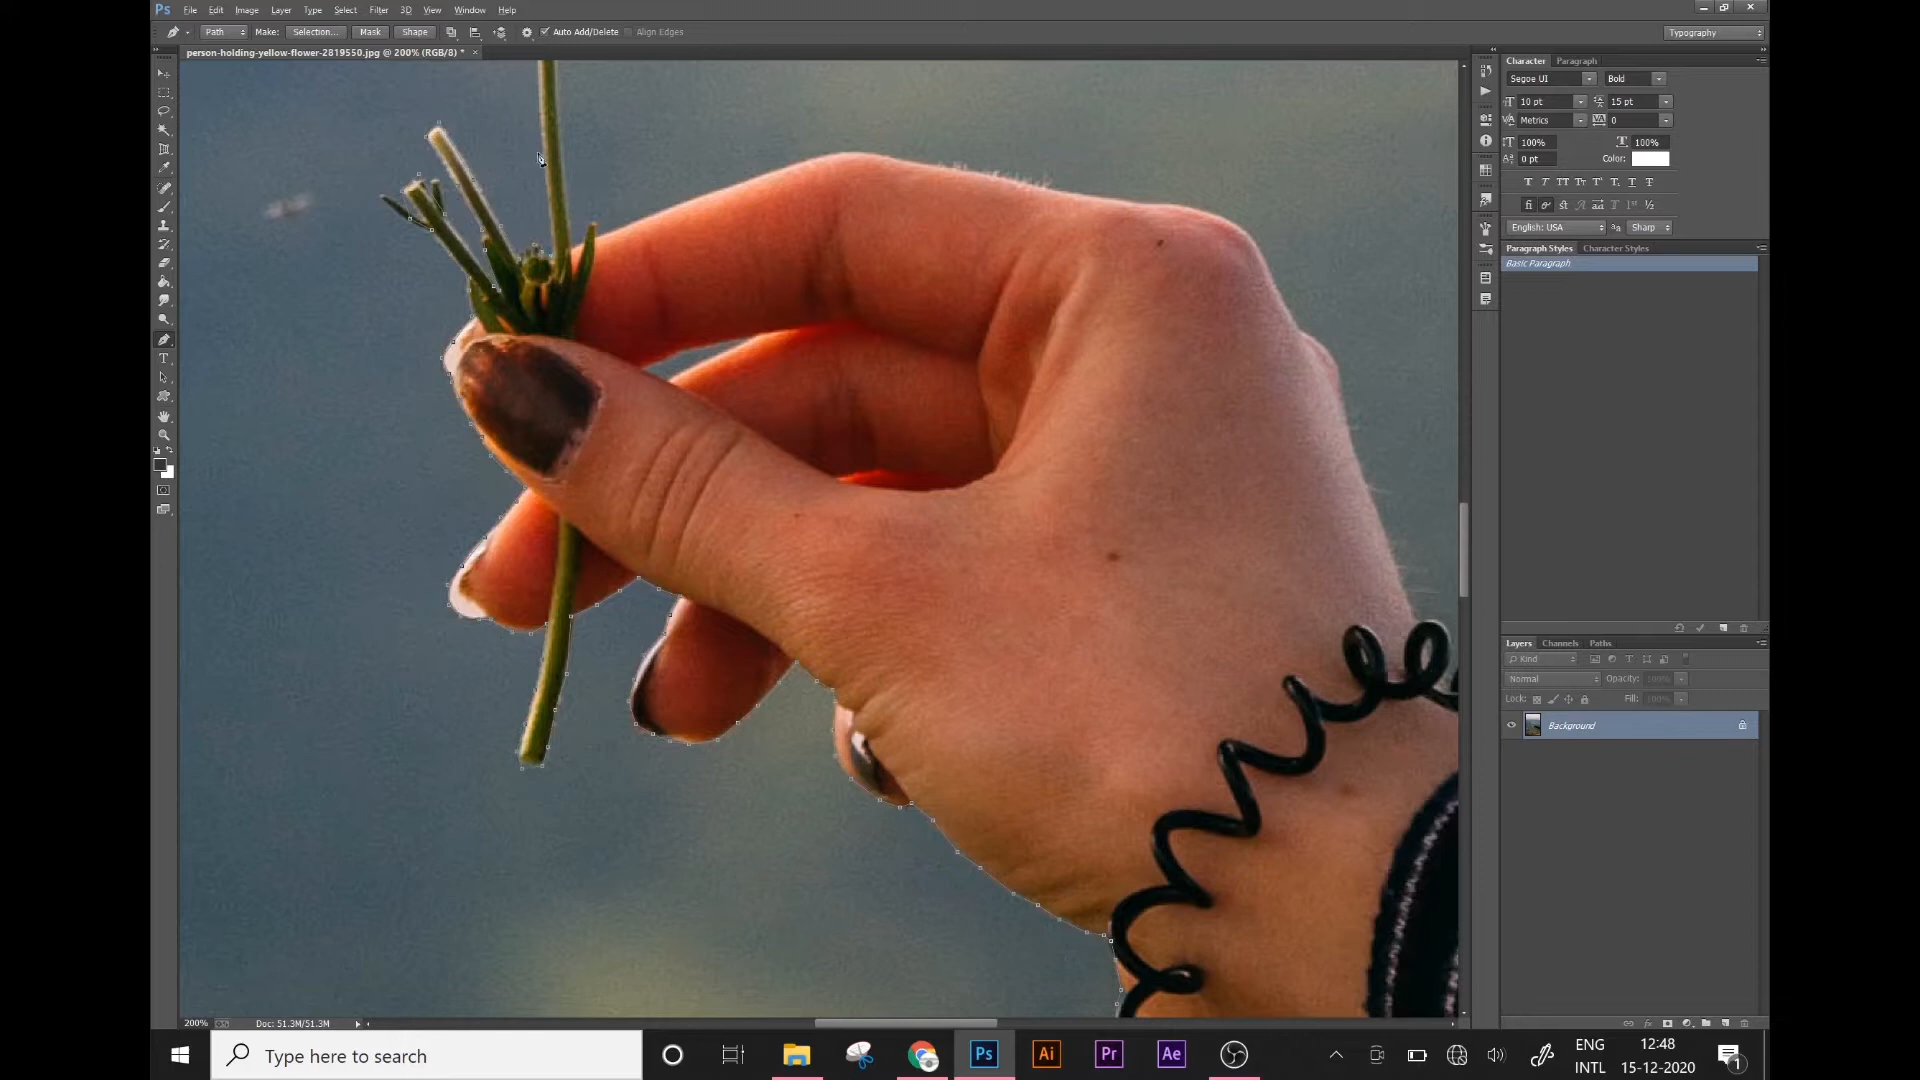 Ps File Edit Image Layer Type Select Filter 3D View Window Help
Path Make: Selection... Mask Shape Auto Add/Delete Align Edges Typography
person-holding-yellow-flower-2819550.jpg @ 200% (RGB/8) * ×
Character Paragraph
Segoe UI Bold
10 pt 15 pt
Metrics 0
100% 100%
0 pt Color:
English: USA Sharp
Paragraph Styles Character Styles
Basic Paragraph
Layers Channels Paths
Kind
Normal Opacity: 100%
Lock: Fill: 100%
Background
200% Doc: 51.3M/51.3M
Type here to search
Ps Ai Pr Ae
ENG 12:48
INTL 15-12-2020
1